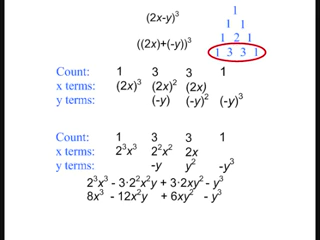 (2x-y)³
1
1 1
((2x)+(-y))³
1 2 1
1 3 3 1
Count: 1 3 3 1
x terms: (2x)³ (2x)² (2x)
y terms: (-y) (-y)² (-y)³
Count: 1 3 3 1
x terms: 2³x³ 2²x² 2x
y terms: -y y² -y³
2³x³ - 3·2²x²y + 3·2xy² - y³
8x³ - 12x²y + 6xy² - y³